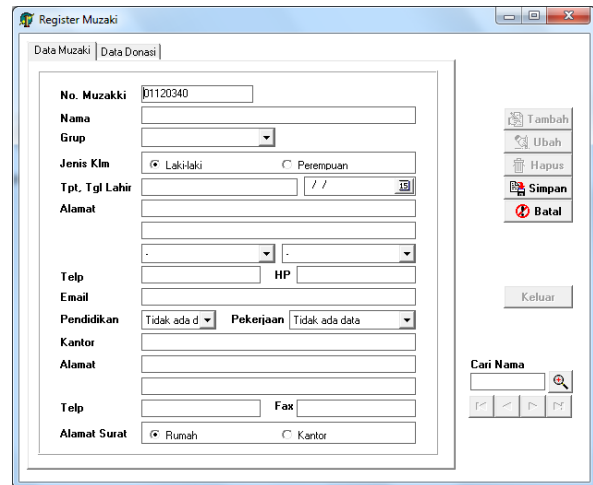 Register Muzaki
Data Muzaki Data Donasi
No. Muzakki 01120340
Nama
Grup
Jenis Klm Laki-laki Perempuan
Tpt, Tgl Lahir / / 15
Alamat
- -
Telp HP
Email
Pendidikan Tidak ada d Pekerjaan Tidak ada data
Kantor
Alamat
Telp Fax
Alamat Surat Rumah Kantor
Tambah
Ubah
Hapus
Simpan
Batal
Keluar
Cari Nama